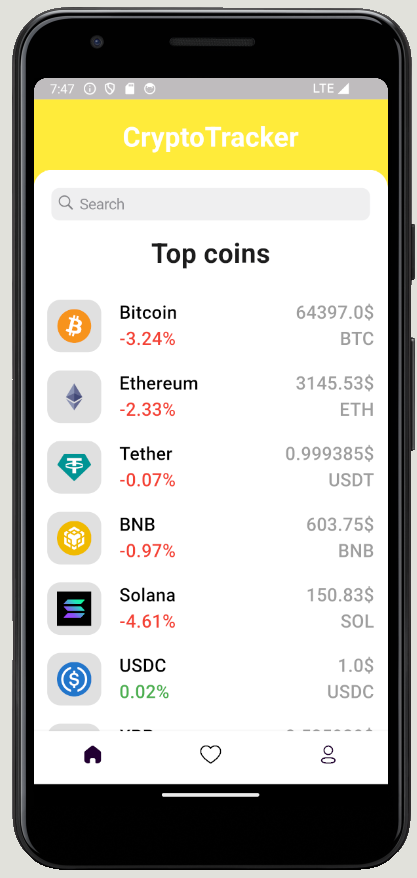 7:47 LTE
CryptoTracker
Search
Top coins
Bitcoin 64397.0$
-3.24% BTC
Ethereum 3145.53$
-2.33% ETH
Tether 0.999385$
-0.07% USDT
BNB 603.75$
-0.97% BNB
Solana 150.83$
-4.61% SOL
USDC 1.0$
0.02% USDC